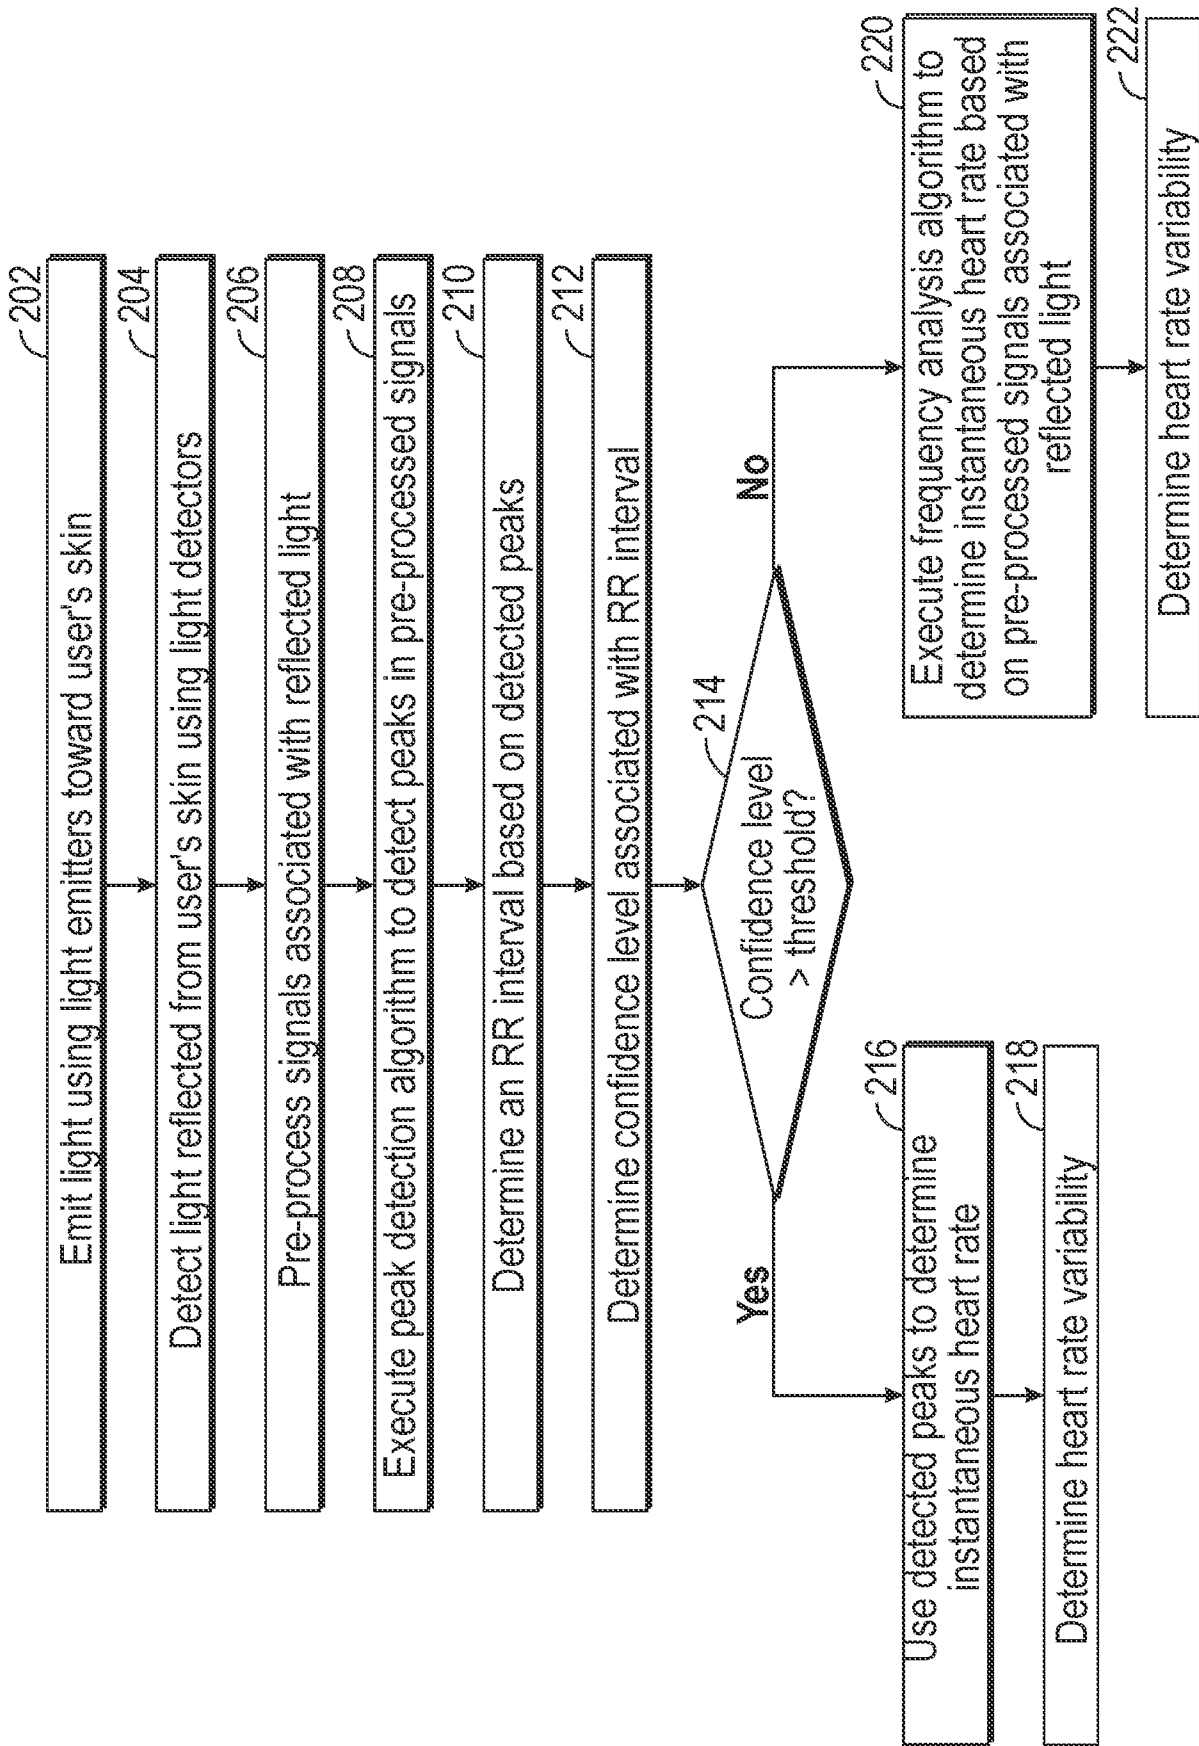 202
Emit light using light emitters toward user's skin
204
Detect light reflected from user's skin using light detectors
206
Pre-process signals associated with reflected light
208
Execute peak detection algorithm to detect peaks in pre-processed signals
210
Determine an RR interval based on detected peaks
212
Determine confidence level associated with RR interval
214
Confidence level
> threshold?
Yes
No
216
Use detected peaks to determine
instantaneous heart rate
218
Determine heart rate variability
220
Execute frequency analysis algorithm to
determine instantaneous heart rate based
on pre-processed signals associated with
reflected light
222
Determine heart rate variability